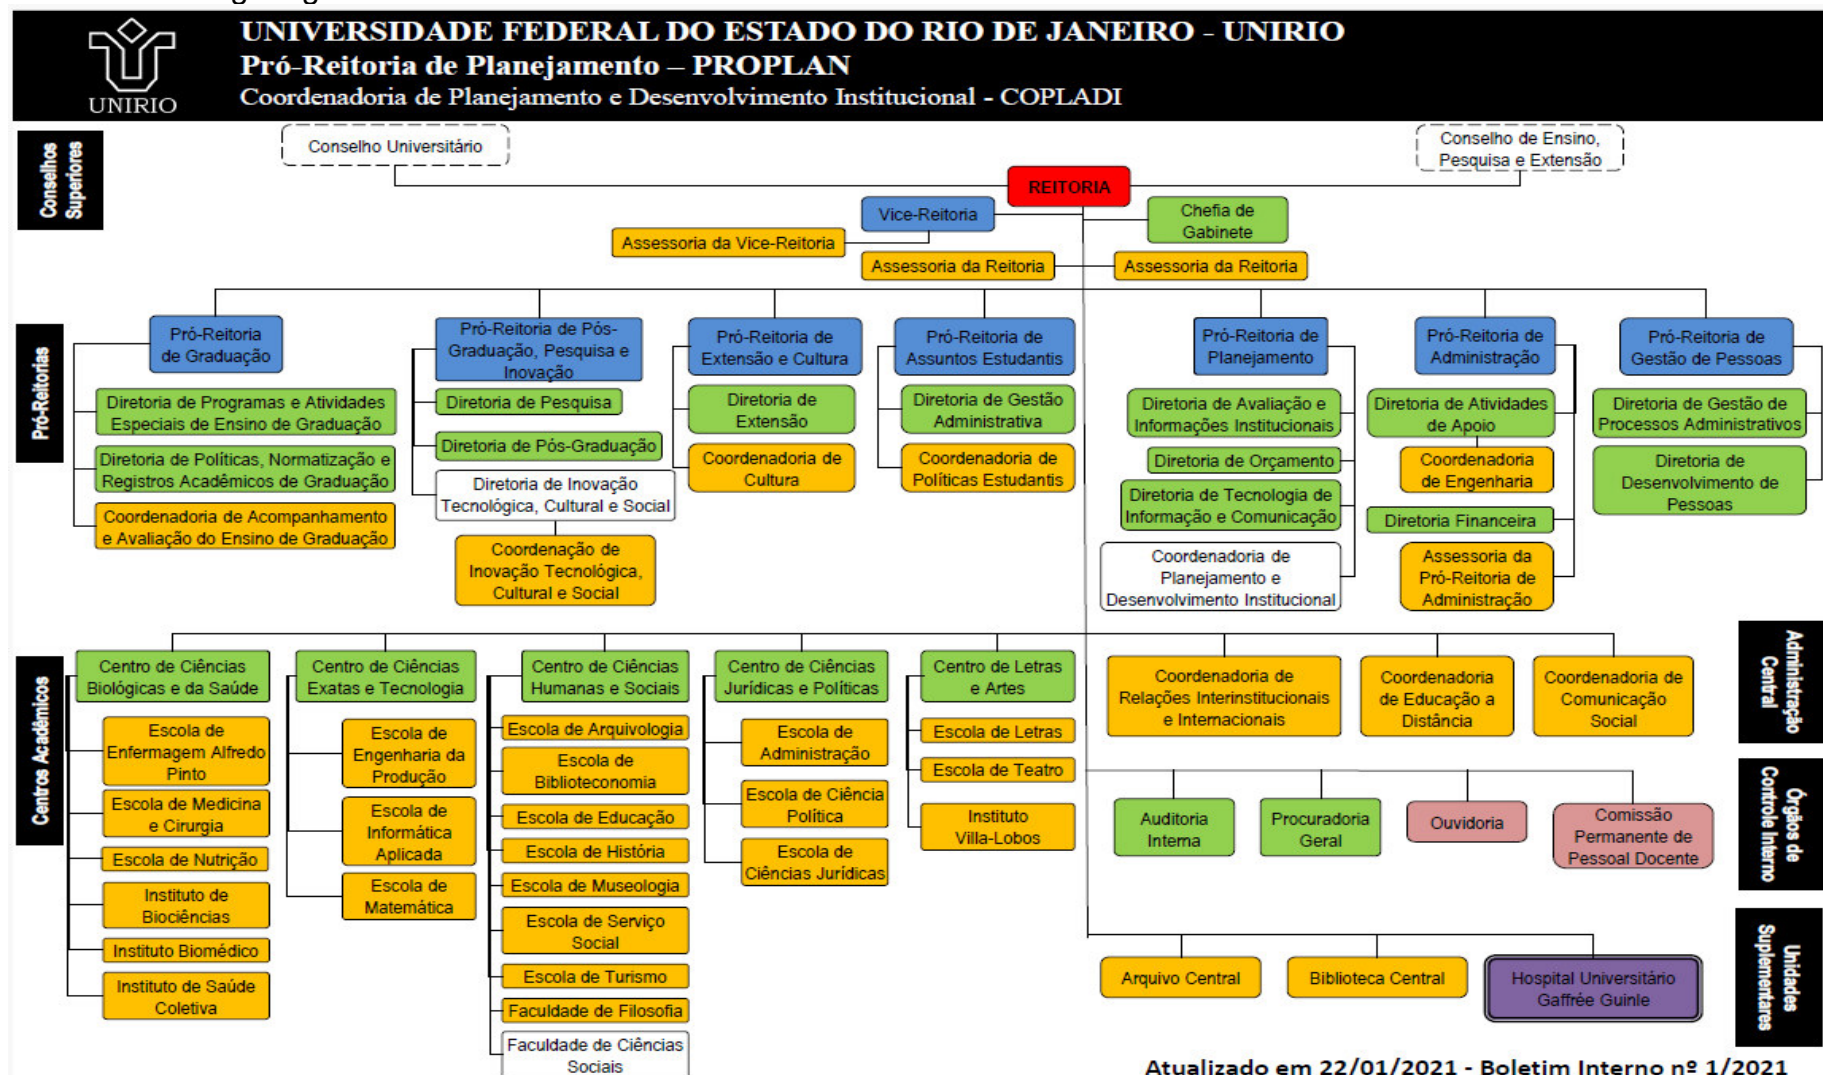 UNIVERSIDADE FEDERAL DO ESTADO DO RIO DE JANEIRO - UNIRIO
Pró-Reitoria de Planejamento – PROPLAN
Coordenadoria de Planejamento e Desenvolvimento Institucional - COPLADI
UNIRIO
Conselhos
Superiores
Conselho Universitário
Conselho de Ensino,
Pesquisa e Extensão
REITORIA
Vice-Reitoria
Chefia de
Gabinete
Assessoria da Vice-Reitoria
Assessoria da Reitoria
Assessoria da Reitoria
Pró-Reitorias
Pró-Reitoria
de Graduação
Diretoria de Programas e Atividades
Especiais de Ensino de Graduação
Diretoria de Políticas, Normatização e
Registros Acadêmicos de Graduação
Coordenadoria de Acompanhamento
e Avaliação do Ensino de Graduação
Pró-Reitoria de Pós-
Graduação, Pesquisa e
Inovação
Diretoria de Pesquisa
Diretoria de Pós-Graduação
Diretoria de Inovação
Tecnológica, Cultural e Social
Coordenação de
Inovação Tecnológica,
Cultural e Social
Pró-Reitoria de
Extensão e Cultura
Diretoria de
Extensão
Coordenadoria de
Cultura
Pró-Reitoria de
Assuntos Estudantis
Diretoria de Gestão
Administrativa
Coordenadoria de
Políticas Estudantis
Pró-Reitoria de
Planejamento
Diretoria de Avaliação e
Informações Institucionais
Diretoria de Orçamento
Diretoria de Tecnologia de
Informação e Comunicação
Coordenadoria de
Planejamento e
Desenvolvimento Institucional
Pró-Reitoria de
Administração
Diretoria de Atividades
de Apoio
Coordenadoria
de Engenharia
Diretoria Financeira
Assessoria da
Pró-Reitoria de
Administração
Pró-Reitoria de
Gestão de Pessoas
Diretoria de Gestão de
Processos Administrativos
Diretoria de
Desenvolvimento de
Pessoas
Centros Acadêmicos
Centro de Ciências
Biológicas e da Saúde
Escola de
Enfermagem Alfredo
Pinto
Escola de Medicina
e Cirurgia
Escola de Nutrição
Instituto de
Biociências
Instituto Biomédico
Instituto de Saúde
Coletiva
Centro de Ciências
Exatas e Tecnologia
Escola de
Engenharia da
Produção
Escola de
Informática
Aplicada
Escola de
Matemática
Centro de Ciências
Humanas e Sociais
Escola de Arquivologia
Escola de
Biblioteconomia
Escola de Educação
Escola de História
Escola de Museologia
Escola de Serviço
Social
Escola de Turismo
Faculdade de Filosofia
Faculdade de Ciências
Sociais
Centro de Ciências
Jurídicas e Políticas
Escola de
Administração
Escola de Ciência
Política
Escola de
Ciências Jurídicas
Centro de Letras
e Artes
Escola de Letras
Escola de Teatro
Instituto
Villa-Lobos
Administração
Central
Coordenadoria de
Relações Interinstitucionais
e Internacionais
Coordenadoria
de Educação a
Distância
Coordenadoria de
Comunicação
Social
Órgãos de
Controle Interno
Auditoria
Interna
Procuradoria
Geral
Ouvidoria
Comissão
Permanente de
Pessoal Docente
Unidades
Suplementares
Arquivo Central
Biblioteca Central
Hospital Universitário
Gaffrée Guinle
Atualizado em 22/01/2021 - Boletim Interno nº 1/2021